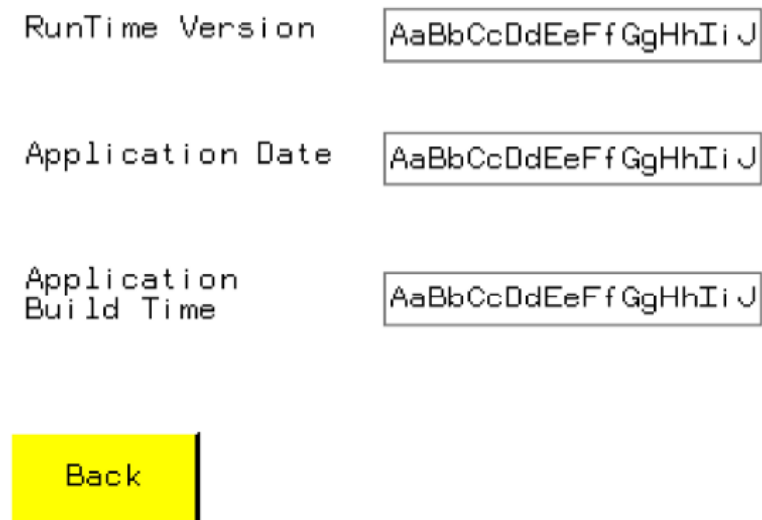 RunTime Version AaBbCcDdEeFfGgHhIiJ
Application Date AaBbCcDdEeFfGgHhIiJ
Application
Build Time AaBbCcDdEeFfGgHhIiJ
Back